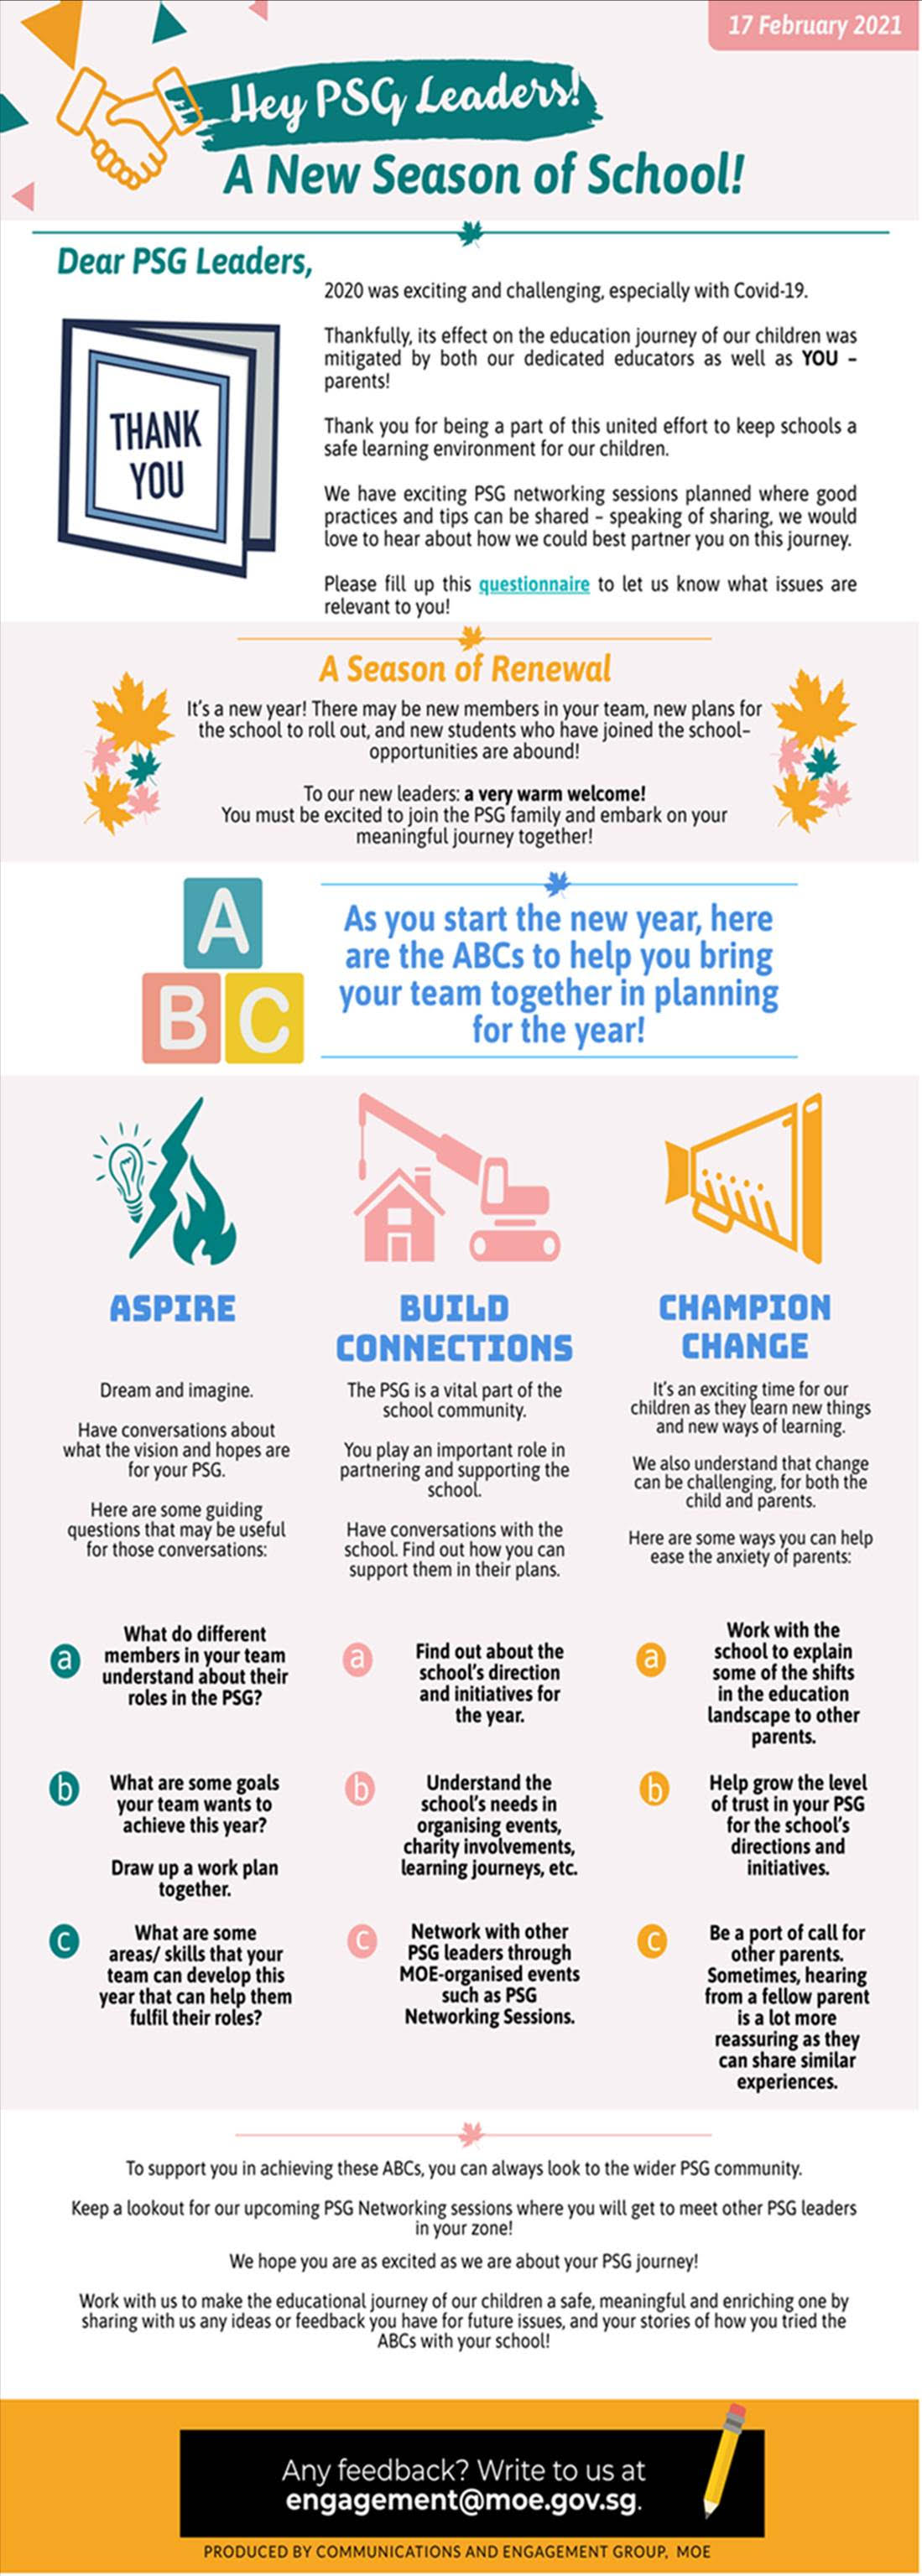 17 February 2021
Hey PSG Leaders!
A New Season of School!
Dear PSG Leaders,
2020 was exciting and challenging, especially with Covid-19.
Thankfully, its effect on the education journey of our children was
mitigated by both our dedicated educators as well as YOU –
parents!
THANK
YOU
Thank you for being a part of this united effort to keep schools a
safe learning environment for our children.
We have exciting PSG networking sessions planned where good
practices and tips can be shared – speaking of sharing, we would
love to hear about how we could best partner you on this journey.
Please fill up this questionnaire to let us know what issues are
relevant to you!
A Season of Renewal
It's a new year! There may be new members in your team, new plans for
the school to roll out, and new students who have joined the school-
opportunities are abound!
To our new leaders: a very warm welcome!
You must be excited to join the PSG family and embark on your
meaningful journey together!
A
B C
As you start the new year, here
are the ABCs to help you bring
your team together in planning
for the year!
ASPIRE
Dream and imagine.
Have conversations about
what the vision and hopes are
for your PSG.
Here are some guiding
questions that may be useful
for those conversations:
a
What do different
members in your team
understand about their
roles in the PSG?
b
What are some goals
your team wants to
achieve this year?
Draw up a work plan
together.
c
What are some
areas/ skills that your
team can develop this
year that can help them
fulfil their roles?
BUILD
CONNECTIONS
The PSG is a vital part of the
school community.
You play an important role in
partnering and supporting the
school.
Have conversations with the
school. Find out how you can
support them in their plans.
a
Find out about the
school's direction
and initiatives for
the year.
b
Understand the
school's needs in
organising events,
charity involvements,
learning journeys, etc.
c
Network with other
PSG leaders through
MOE-organised events
such as PSG
Networking Sessions.
CHAMPION
CHANGE
It's an exciting time for our
children as they learn new things
and new ways of learning.
We also understand that change
can be challenging, for both the
child and parents.
Here are some ways you can help
ease the anxiety of parents:
a
Work with the
school to explain
some of the shifts
in the education
landscape to other
parents.
b
Help grow the level
of trust in your PSG
for the school's
directions and
initiatives.
c
Be a port of call for
other parents.
Sometimes, hearing
from a fellow parent
is a lot more
reassuring as they
can share similar
experiences.
To support you in achieving these ABCs, you can always look to the wider PSG community.
Keep a lookout for our upcoming PSG Networking sessions where you will get to meet other PSG leaders
in your zone!
We hope you are as excited as we are about your PSG journey!
Work with us to make the educational journey of our children a safe, meaningful and enriching one by
sharing with us any ideas or feedback you have for future issues, and your stories of how you tried the
ABCs with your school!
Any feedback? Write to us at
engagement@moe.gov.sg.
PRODUCED BY COMMUNICATIONS AND ENGAGEMENT GROUP, MOE